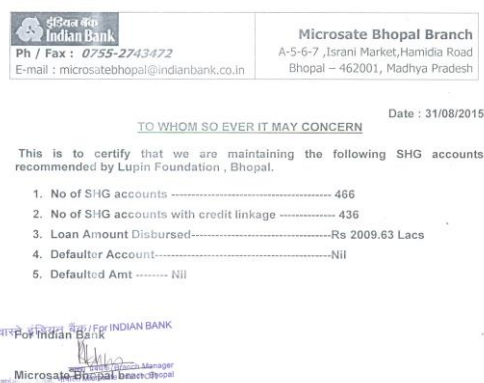 इंडियन बैंक
Indian Bank
Ph / Fax : 0755-2743472
E-mail : microsatebhopal@indianbank.co.in
Microsate Bhopal Branch
A-5-6-7 ,Israni Market,Hamidia Road
Bhopal – 462001, Madhya Pradesh
Date : 31/08/2015
TO WHOM SO EVER IT MAY CONCERN
This is to certify that we are maintaining the following SHG accounts
recommended by Lupin Foundation , Bhopal.
1. No of SHG accounts ---------------------------------------- 466
2. No of SHG accounts with credit linkage -------------- 436
3. Loan Amount Disbursed-----------------------------------Rs 2009.63 Lacs
4. Defaulter Account--------------------------------------------Nil
5. Defaulted Amt -------- Nil
इंडियन बैंक / For INDIAN BANK
For Indian Bank
Branch Manager
Microsate Bhopal branch
Bhopal